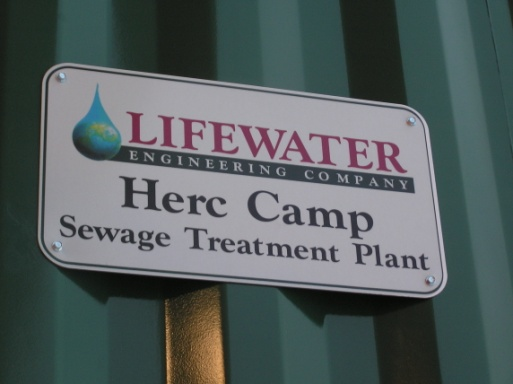 LIFEWATER
ENGINEERING COMPANY
Herc Camp
Sewage Treatment Plant